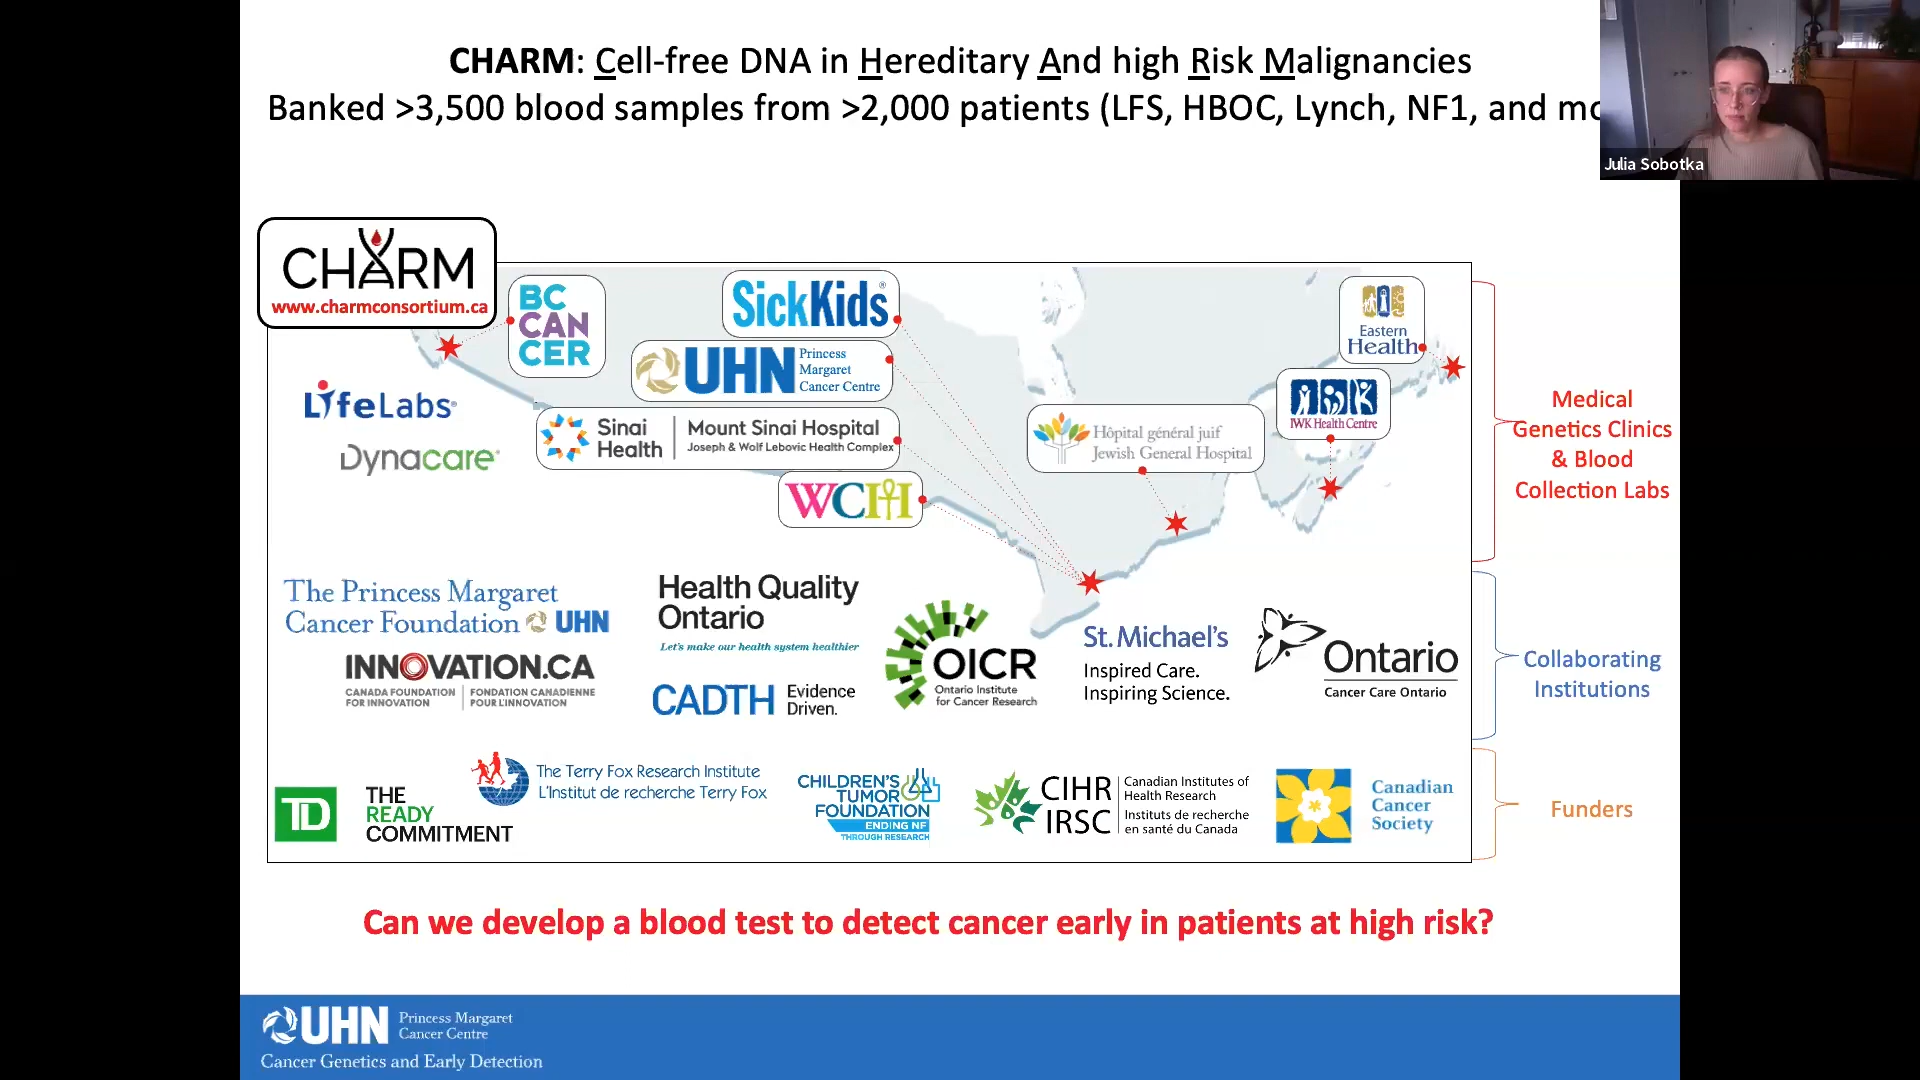 CHARM: Cell-free DNA in Hereditary And high Risk Malignancies
Banked >3,500 blood samples from >2,000 patients (LFS, HBOC, Lynch, NF1, and
Julia Sobotka
CHARM
www.charmconsortium.ca
BC
CAN
CER
SickKids®
UHN
Princess
Margaret
Cancer Centre
Sinai
Health
Mount Sinai Hospital
Joseph & Wolf Lebovic Health Complex
WCH
LifeLabs
Dynacare
Hôpital général juif
Jewish General Hospital
IWK Health Centre
Eastern
Health
Medical
Genetics Clinics
& Blood
Collection Labs
The Princess Margaret
Cancer Foundation UHN
INNOVATION.CA
CANADA FOUNDATION
FOR INNOVATION
FONDATION CANADIENNE
POUR L'INNOVATION
Health Quality
Ontario
Let's make our health system healthier
CADTH
Evidence
Driven.
OICR
Ontario Institute
for Cancer Research
St. Michael's
Inspired Care.
Inspiring Science.
Ontario
Cancer Care Ontario
Collaborating
Institutions
TD
THE
READY
COMMITMENT
The Terry Fox Research Institute
L'Institut de recherche Terry Fox
CHILDREN'S
TUMOR
FOUNDATION
ENDING NF
THROUGH RESEARCH
CIHR
IRSC
Canadian Institutes of
Health Research
Instituts de recherche
en santé du Canada
Canadian
Cancer
Society
Funders
Can we develop a blood test to detect cancer early in patients at high risk?
UHN
Princess Margaret
Cancer Centre
Cancer Genetics and Early Detection